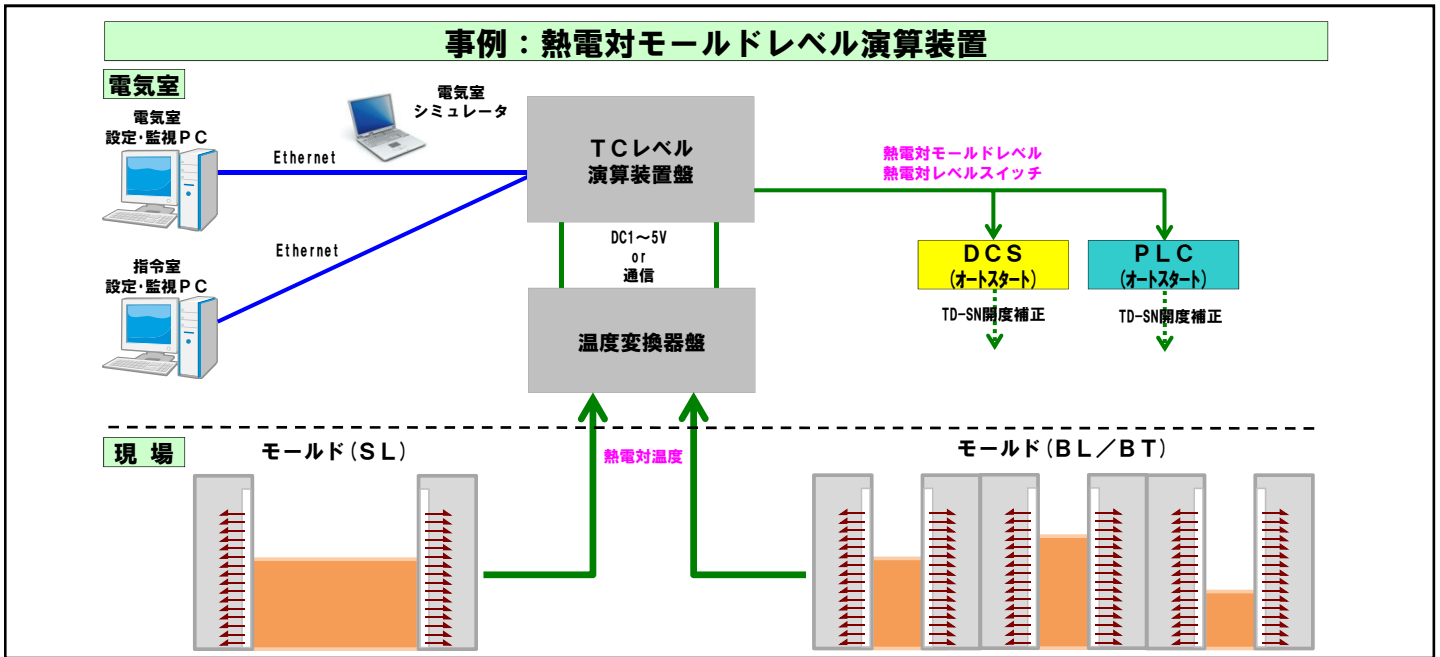 事例：熱電対モールドレベル演算装置
電気室
電気室
設定・監視ＰＣ
電気室
シミュレータ
Ethernet
ＴＣレベル
演算装置盤
熱電対モールドレベル
熱電対レベルスイッチ
Ethernet
DC1～5V
or
通信
ＤＣＳ
(オートスタート)
ＰＬＣ
(オートスタート)
指令室
設定・監視ＰＣ
TD-SN開度補正
TD-SN開度補正
温度変換器盤
現 場
モールド(ＳＬ)
熱電対温度
モールド(ＢＬ／ＢＴ)